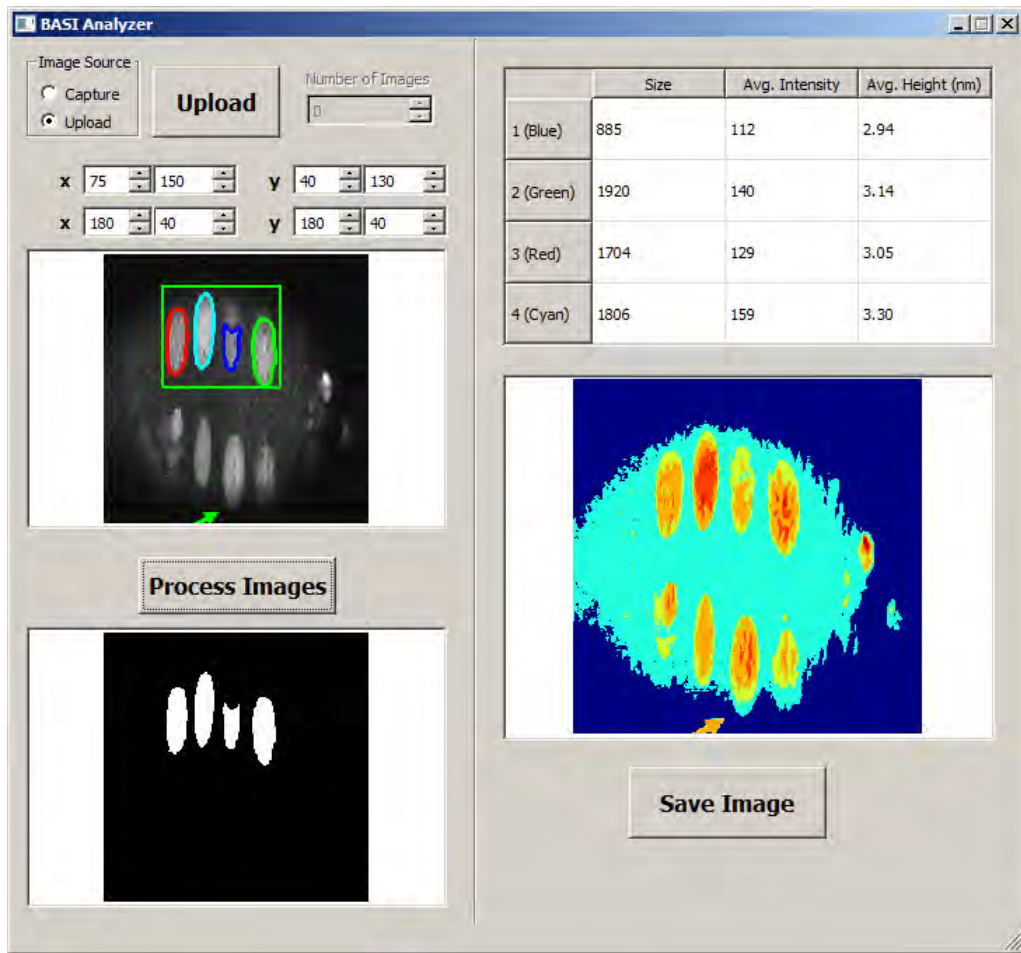 BASI Analyzer
Image Source
Capture
Upload
Upload
Number of Images
0
x 75 150 y 40 130
x 180 40 y 180 40
Process Images
Size Avg. Intensity Avg. Height (nm)
1 (Blue) 885 112 2.94
2 (Green) 1920 140 3.14
3 (Red) 1704 129 3.05
4 (Cyan) 1806 159 3.30
Save Image